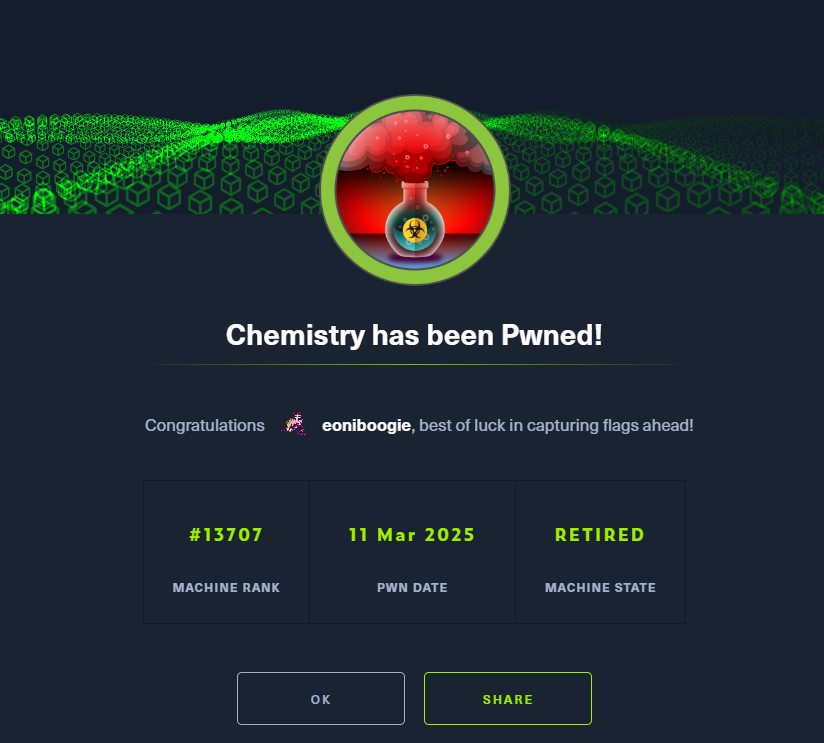 Chemistry has been Pwned!
Congratulations eoniboogie, best of luck in capturing flags ahead!
#13707 11 Mar 2025 RETIRED
MACHINE RANK PWN DATE MACHINE STATE
OK SHARE